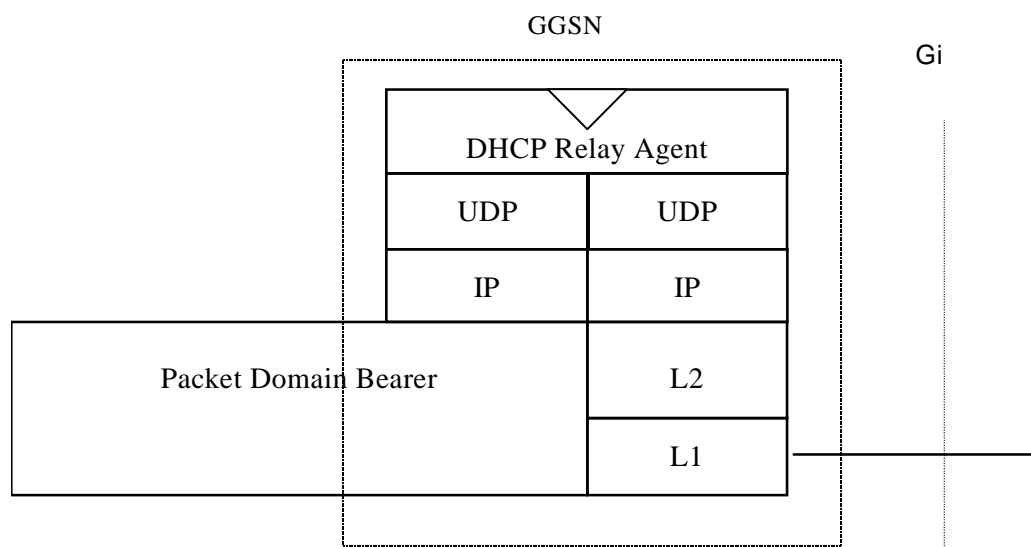 GGSN
Gi
DHCP Relay Agent
UDP
UDP
IP
IP
Packet Domain Bearer
L2
L1